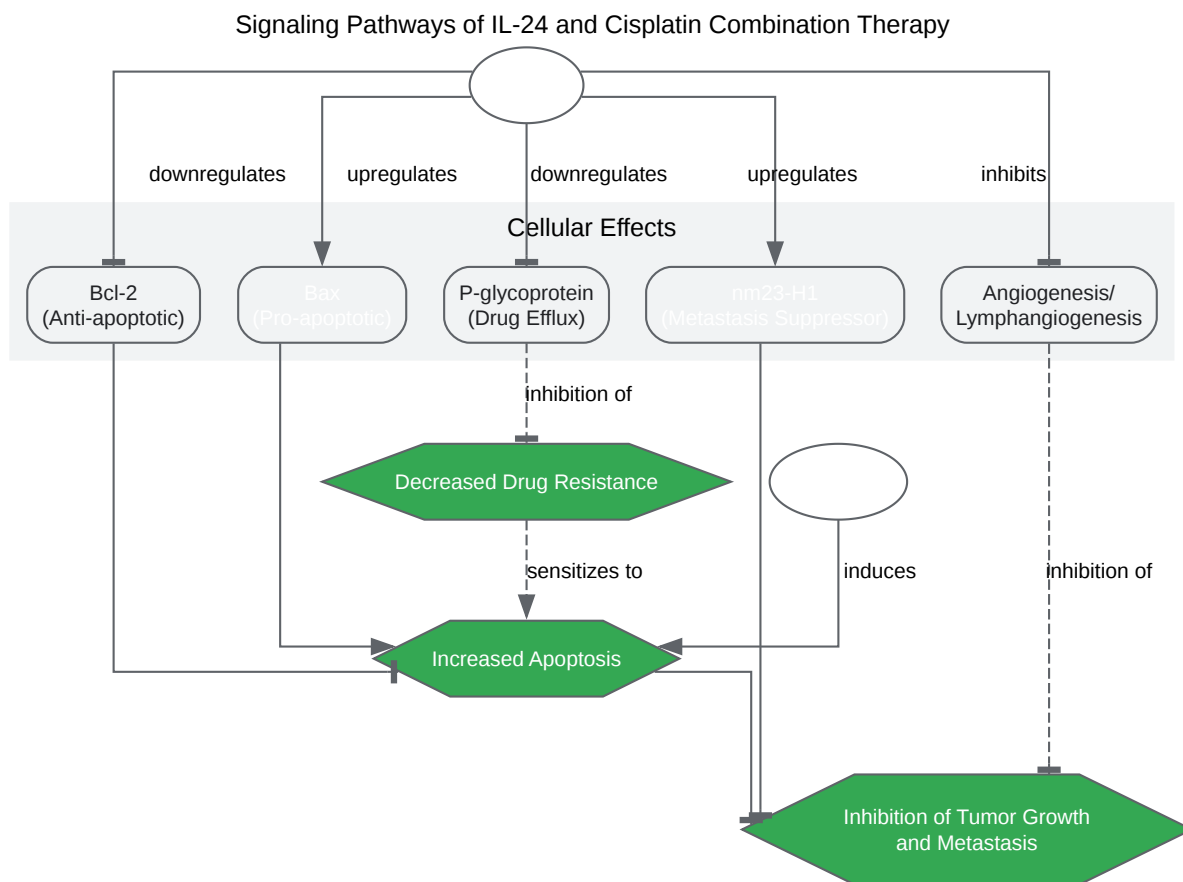 Signaling Pathways of IL-24 and Cisplatin Combination Therapy
downregulates
upregulates
downregulates
upregulates
inhibits
Cellular Effects
Bcl-2
(Anti-apoptotic)
Bax
(Pro-apoptotic)
P-glycoprotein
(Drug Efflux)
nm23-H1
(Metastasis Suppressor)
Angiogenesis/
Lymphangiogenesis
inhibition of
Decreased Drug Resistance
sensitizes to
induces
inhibition of
Increased Apoptosis
Inhibition of Tumor Growth
and Metastasis